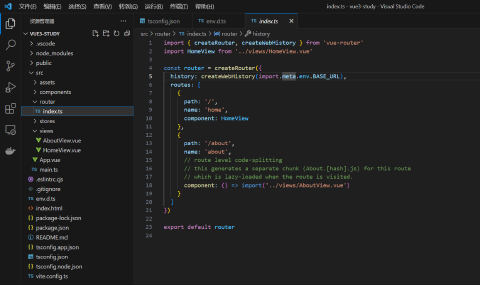 文件(F) 编辑(E) 选择(S) 查看(V) 转到(G) 运行(R) 终端(T) 帮助(H)
index.ts - vue3-study - Visual Studio Code
资源管理器
VUE3-STUDY
.vscode
node_modules
public
src
assets
components
router
index.ts
stores
views
AboutView.vue
HomeView.vue
App.vue
main.ts
.eslintrc.cjs
.gitignore
env.d.ts
index.html
package-lock.json
package.json
README.md
tsconfig.app.json
tsconfig.json
tsconfig.node.json
vite.config.ts
tsconfig.json
TS env.d.ts
TS index.ts
src > router > TS index.ts > router > history
1 import { createRouter, createWebHistory } from 'vue-router'
2 import HomeView from '../views/HomeView.vue'
3
4 const router = createRouter({
5 history: createWebHistory(import.meta.env.BASE_URL),
6 routes: [
7 {
8 path: '/',
9 name: 'home',
10 component: HomeView
11 },
12 {
13 path: '/about',
14 name: 'about',
15 // route level code-splitting
16 // this generates a separate chunk (About.[hash].js) for this route
17 // which is lazy-loaded when the route is visited.
18 component: () => import('../views/AboutView.vue')
19 }
20 ]
21 })
22
23 export default router
24